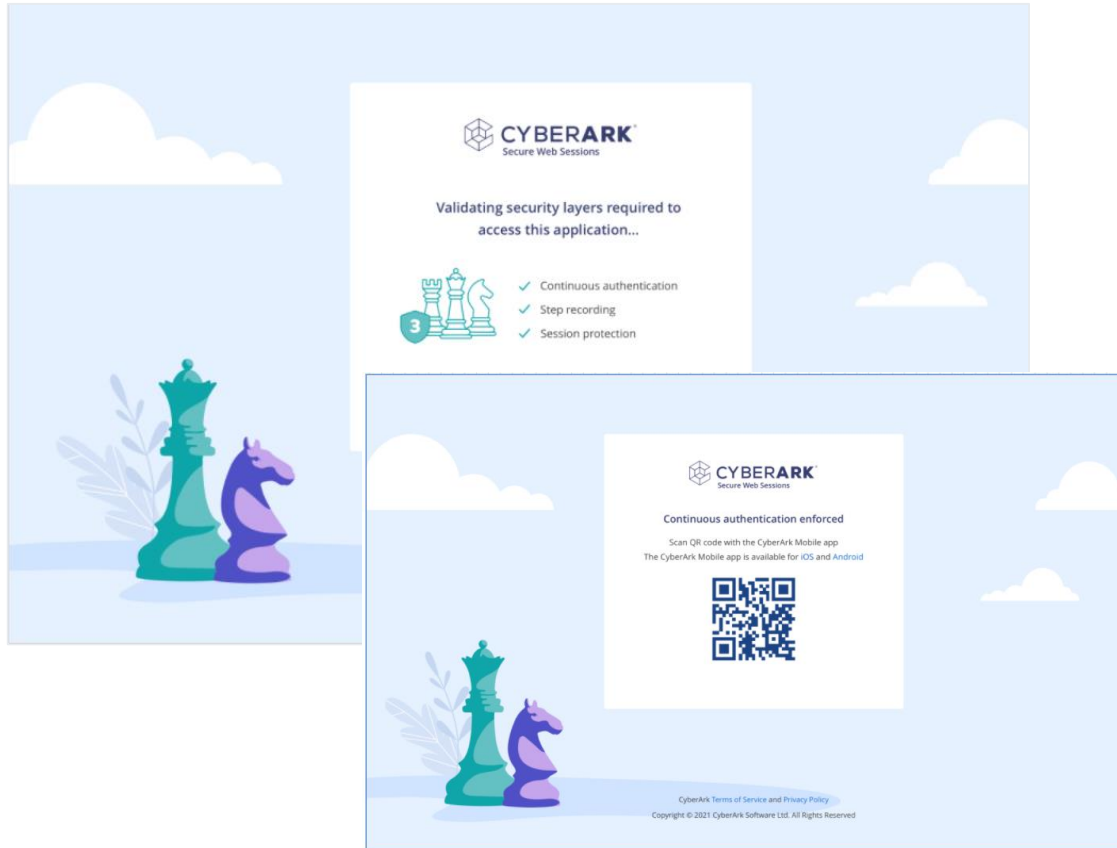 CYBERARK
Secure Web Sessions
Validating security layers required to
access this application...
3
Continuous authentication
Step recording
Session protection
CYBERARK
Secure Web Sessions
Continuous authentication enforced
Scan QR code with the CyberArk Mobile app
The CyberArk Mobile app is available for iOS and Android
CyberArk Terms of Service and Privacy Policy
Copyright © 2021 CyberArk Software Ltd. All Rights Reserved